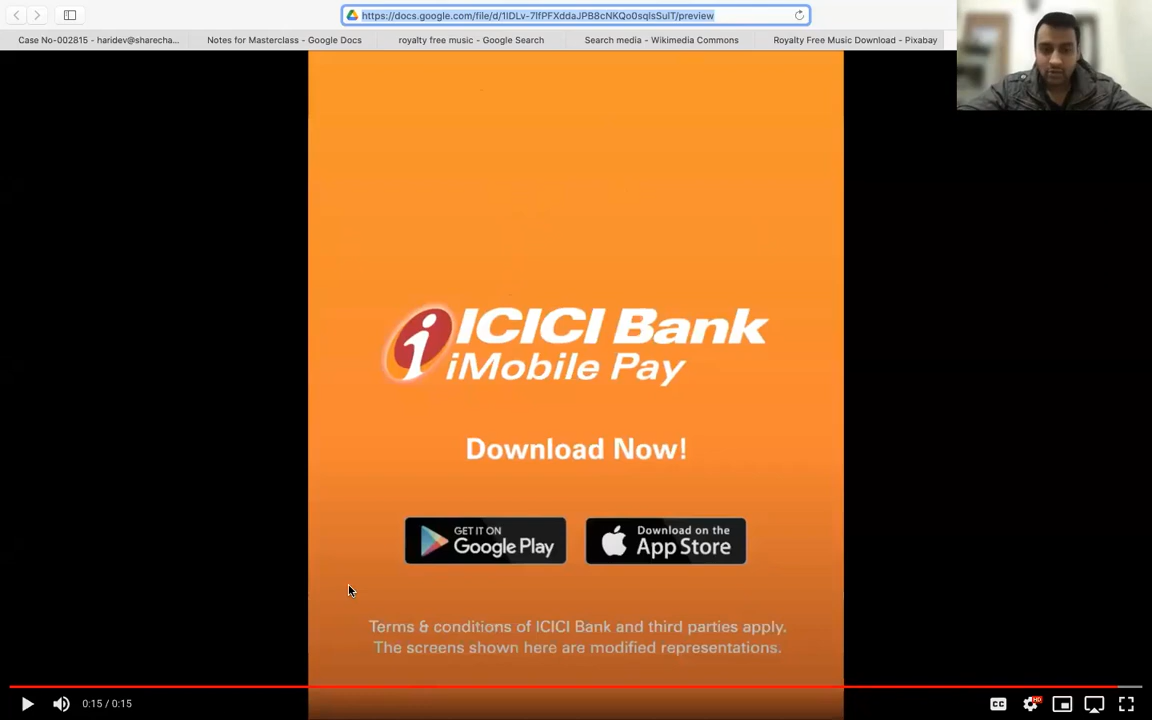 https://docs.google.com/file/d/1lDLv-7lfPFXddaJPB8cNKQo0sqlsSulT/preview
Case No-002815 - haridev@sharecha...
Notes for Masterclass - Google Docs
royalty free music - Google Search
Search media - Wikimedia Commons
Royalty Free Music Download - Pixabay
i ICICI Bank
iMobile Pay
Download Now!
GET IT ON
Google Play
Download on the
App Store
Terms & conditions of ICICI Bank and third parties apply.
The screens shown here are modified representations.
0:15 / 0:15
CC
HD